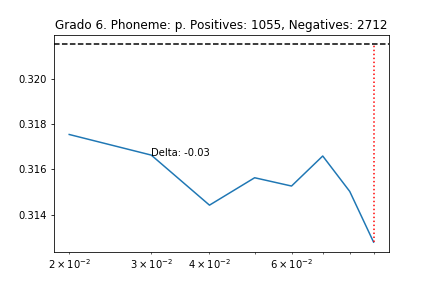 Grado 6. Phoneme: p. Positives: 1055, Negatives: 2712
0.320
0.318
0.316
0.314
Delta: -0.03
2 × 10⁻² 3 × 10⁻² 4 × 10⁻² 6 × 10⁻²